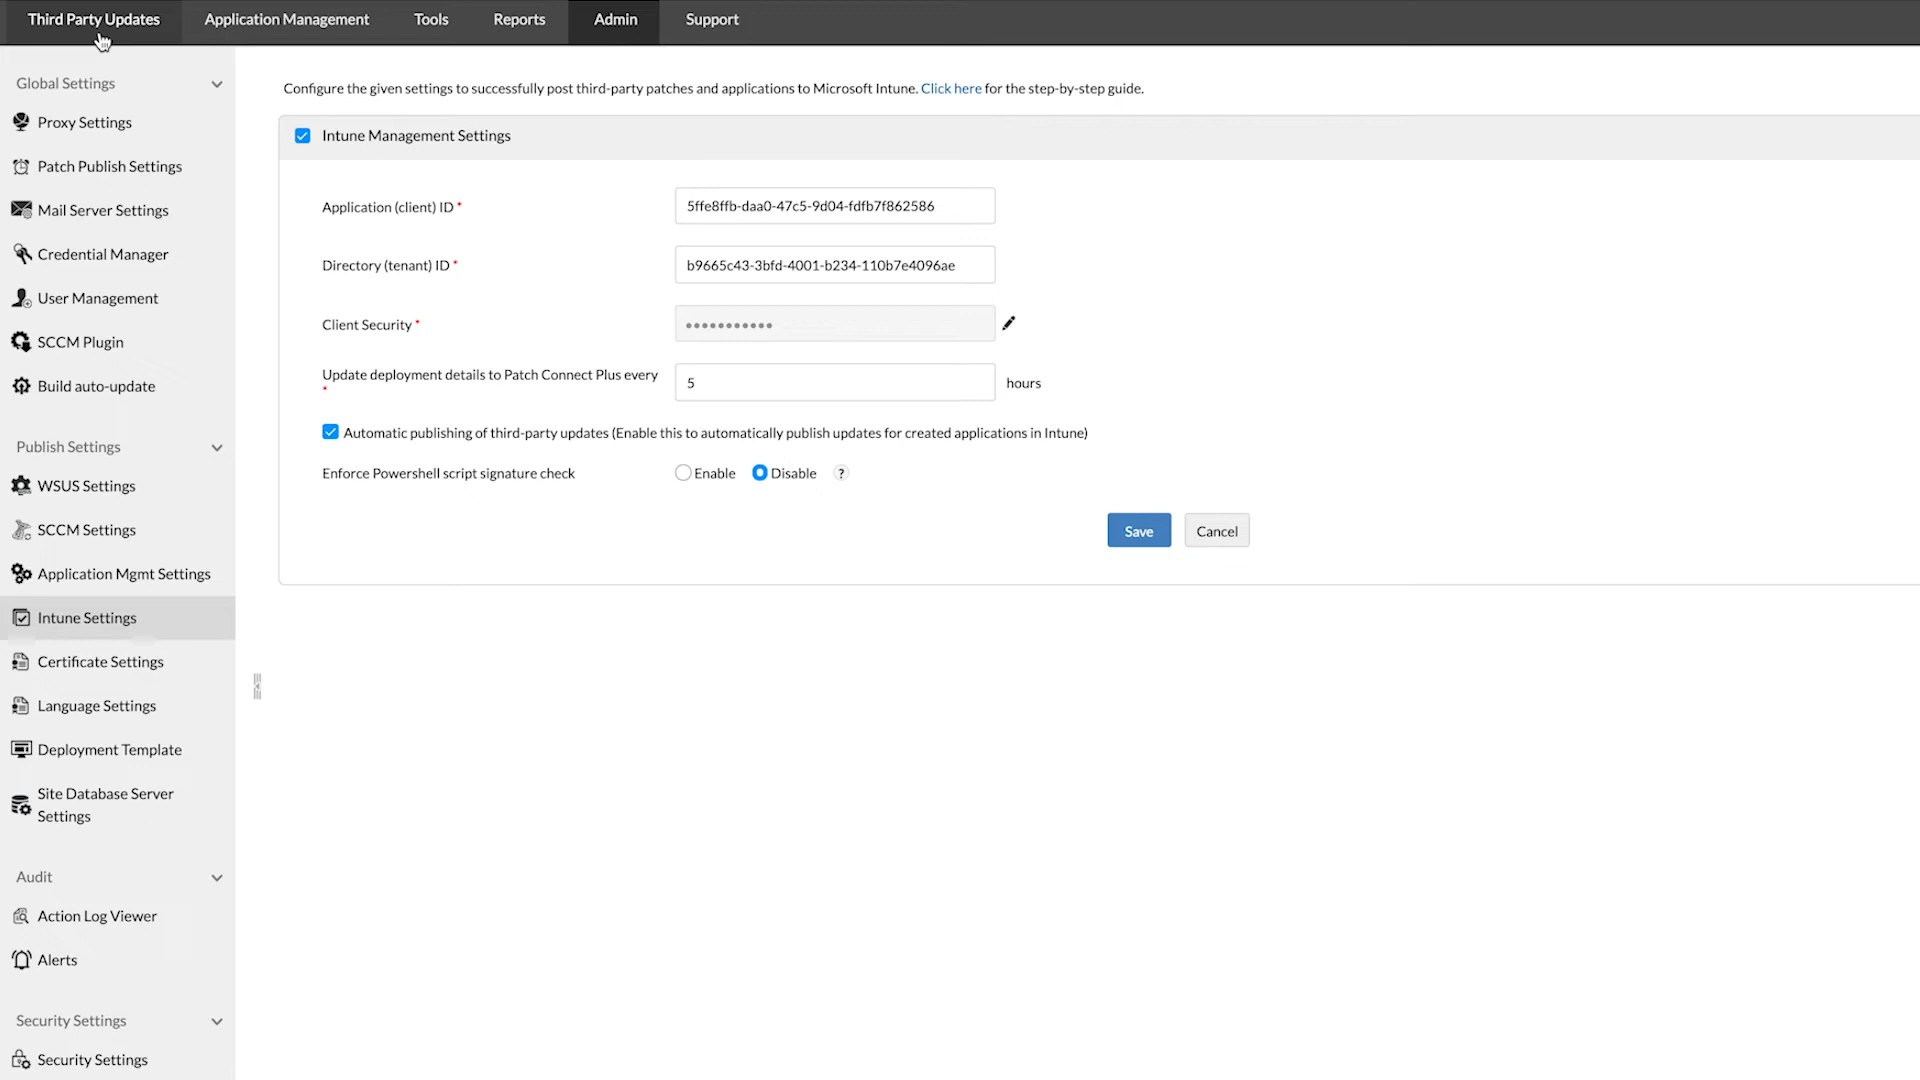 Third Party Updates
Application Management
Tools
Reports
Admin
Support
Global Settings
Proxy Settings
Patch Publish Settings
Mail Server Settings
Credential Manager
User Management
SCCM Plugin
Build auto-update
Publish Settings
WSUS Settings
SCCM Settings
Application Mgmt Settings
Intune Settings
Certificate Settings
Language Settings
Deployment Template
Site Database Server
Settings
Audit
Action Log Viewer
Alerts
Security Settings
Security Settings
Configure the given settings to successfully post third-party patches and applications to Microsoft Intune. Click here for the step-by-step guide.
Intune Management Settings
Application (client) ID * 5ffe8ffb-daa0-47c5-9d04-fdfb7f862586
Directory (tenant) ID * b9665c43-3bfd-4001-b234-110b7e4096ae
Client Security * •••••••••••
Update deployment details to Patch Connect Plus every
* 5 hours
Automatic publishing of third-party updates (Enable this to automatically publish updates for created applications in Intune)
Enforce Powershell script signature check Enable Disable ?
Save Cancel